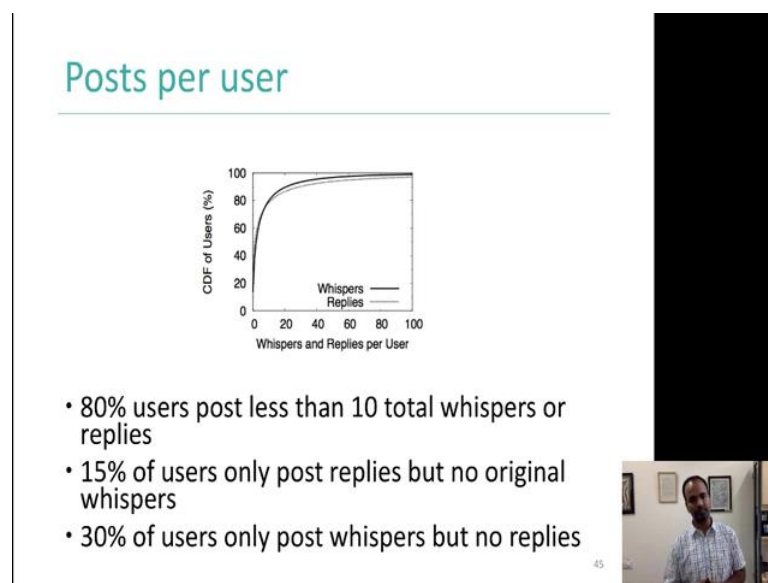 Posts per user
CDF of Users (%)
100
80
60
40
20
0
Whispers
Replies
0 20 40 60 80 100
Whispers and Replies per User
• 80% users post less than 10 total whispers or
replies
• 15% of users only post replies but no original
whispers
• 30% of users only post whispers but no replies
45